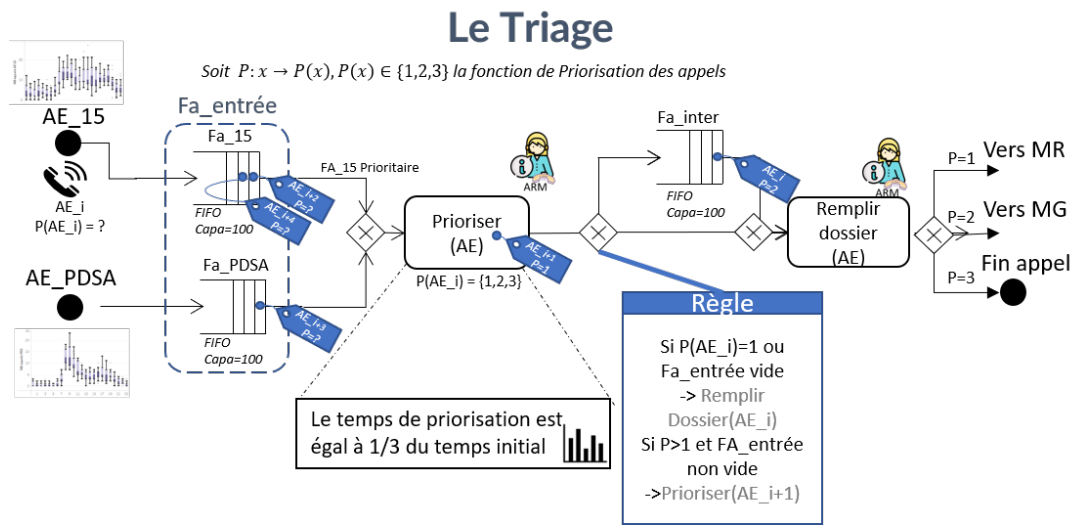 Le Triage
Soit P: x → P(x), P(x) ∈ {1,2,3} la fonction de Priorisation des appels
AE_15
AE_i
P(AE_i) = ?
AE_PDSA
Fa_entrée
Fa_15
FIFO
Capa=100
AE_i+2
P=?
AE_i+4
P=?
FA_15 Prioritaire
Fa_PDSA
FIFO
Capa=100
AE_i+3
P=?
Prioriser
(AE)
P(AE_i) = {1,2,3}
AE_i+1
P=1
ARM
Le temps de priorisation est
égal à 1/3 du temps initial
Fa_inter
FIFO
Capa=100
AE_i
P=2
Règle
Si P(AE_i)=1 ou
Fa_entrée vide
-> Remplir
Dossier(AE_i)
Si P>1 et FA_entrée
non vide
->Prioriser(AE_i+1)
ARM
Remplir
dossier
(AE)
P=1
Vers MR
P=2
Vers MG
P=3
Fin appel